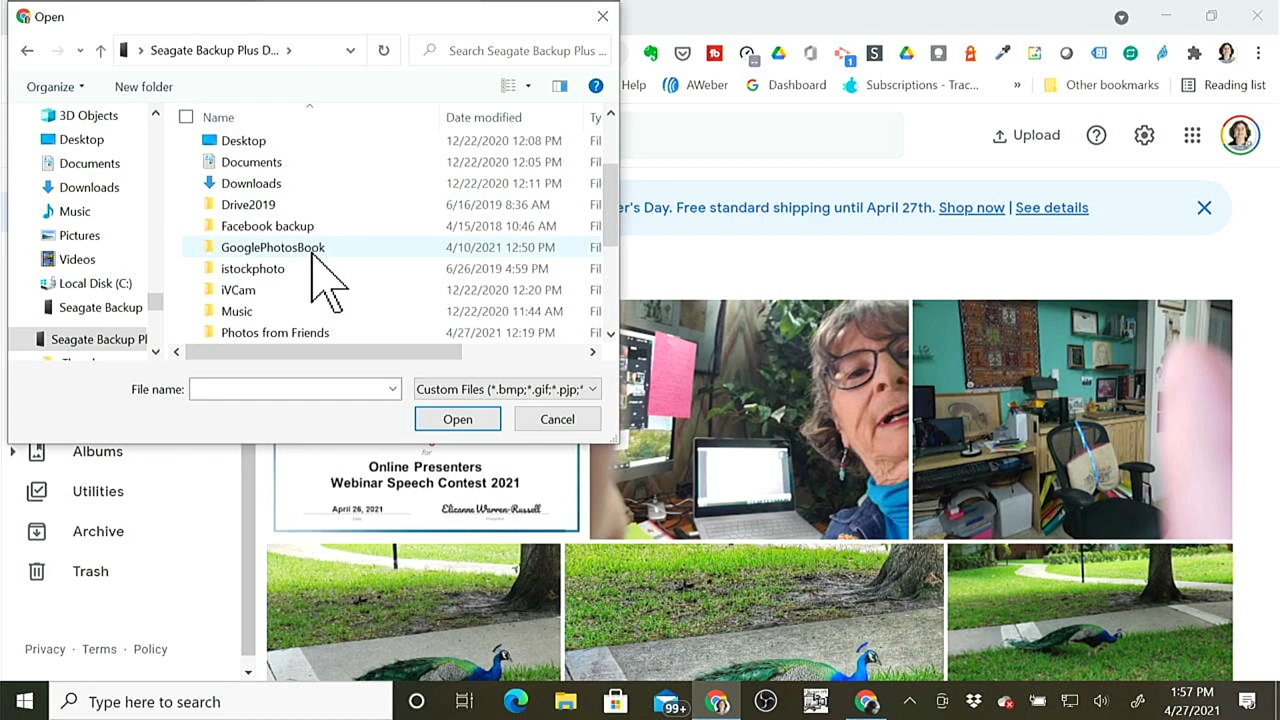 Open
Seagate Backup Plus D...
Search Seagate Backup Plus ...
Organize
New folder
Help
AWeber
Dashboard
Subscriptions - Trac...
»
Other bookmarks
Reading list
3D Objects
Desktop
Documents
Downloads
Music
Pictures
Videos
Local Disk (C:)
Seagate Backup
Seagate Backup Pl
Name
Date modified
Ty
Desktop
12/22/2020 12:08 PM
Fil
Documents
12/22/2020 12:05 PM
Fil
Downloads
12/22/2020 12:11 PM
Fil
Drive2019
6/16/2019 8:36 AM
Fil
Facebook backup
4/15/2018 10:46 AM
Fil
GooglePhotosBook
4/10/2021 12:50 PM
Fil
istockphoto
6/26/2019 4:59 PM
Fil
iVCam
12/22/2020 12:20 PM
Fil
Music
12/22/2020 11:44 AM
Fil
Photos from Friends
4/27/2021 12:19 PM
Fil
File name:
Custom Files (*.bmp;*.gif;*.pjp;*
Open
Cancel
Upload
er's Day. Free standard shipping until April 27th. Shop now | See details
Albums
Utilities
Archive
Trash
Privacy · Terms · Policy
for
Online Presenters
Webinar Speech Contest 2021
April 26, 2021
Date
Elizanne Warren-Russell
Type here to search
99+
1:57 PM
4/27/2021